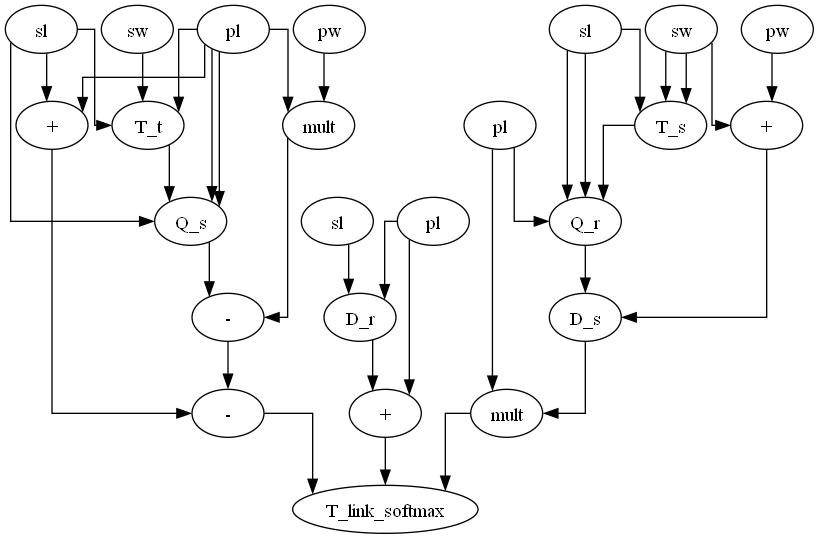 sl
sw
pl
pw
sl
sw
pw
+
T_t
mult
pl
T_s
+
Q_s
sl
pl
Q_r
-
D_r
D_s
-
+
mult
T_link_softmax